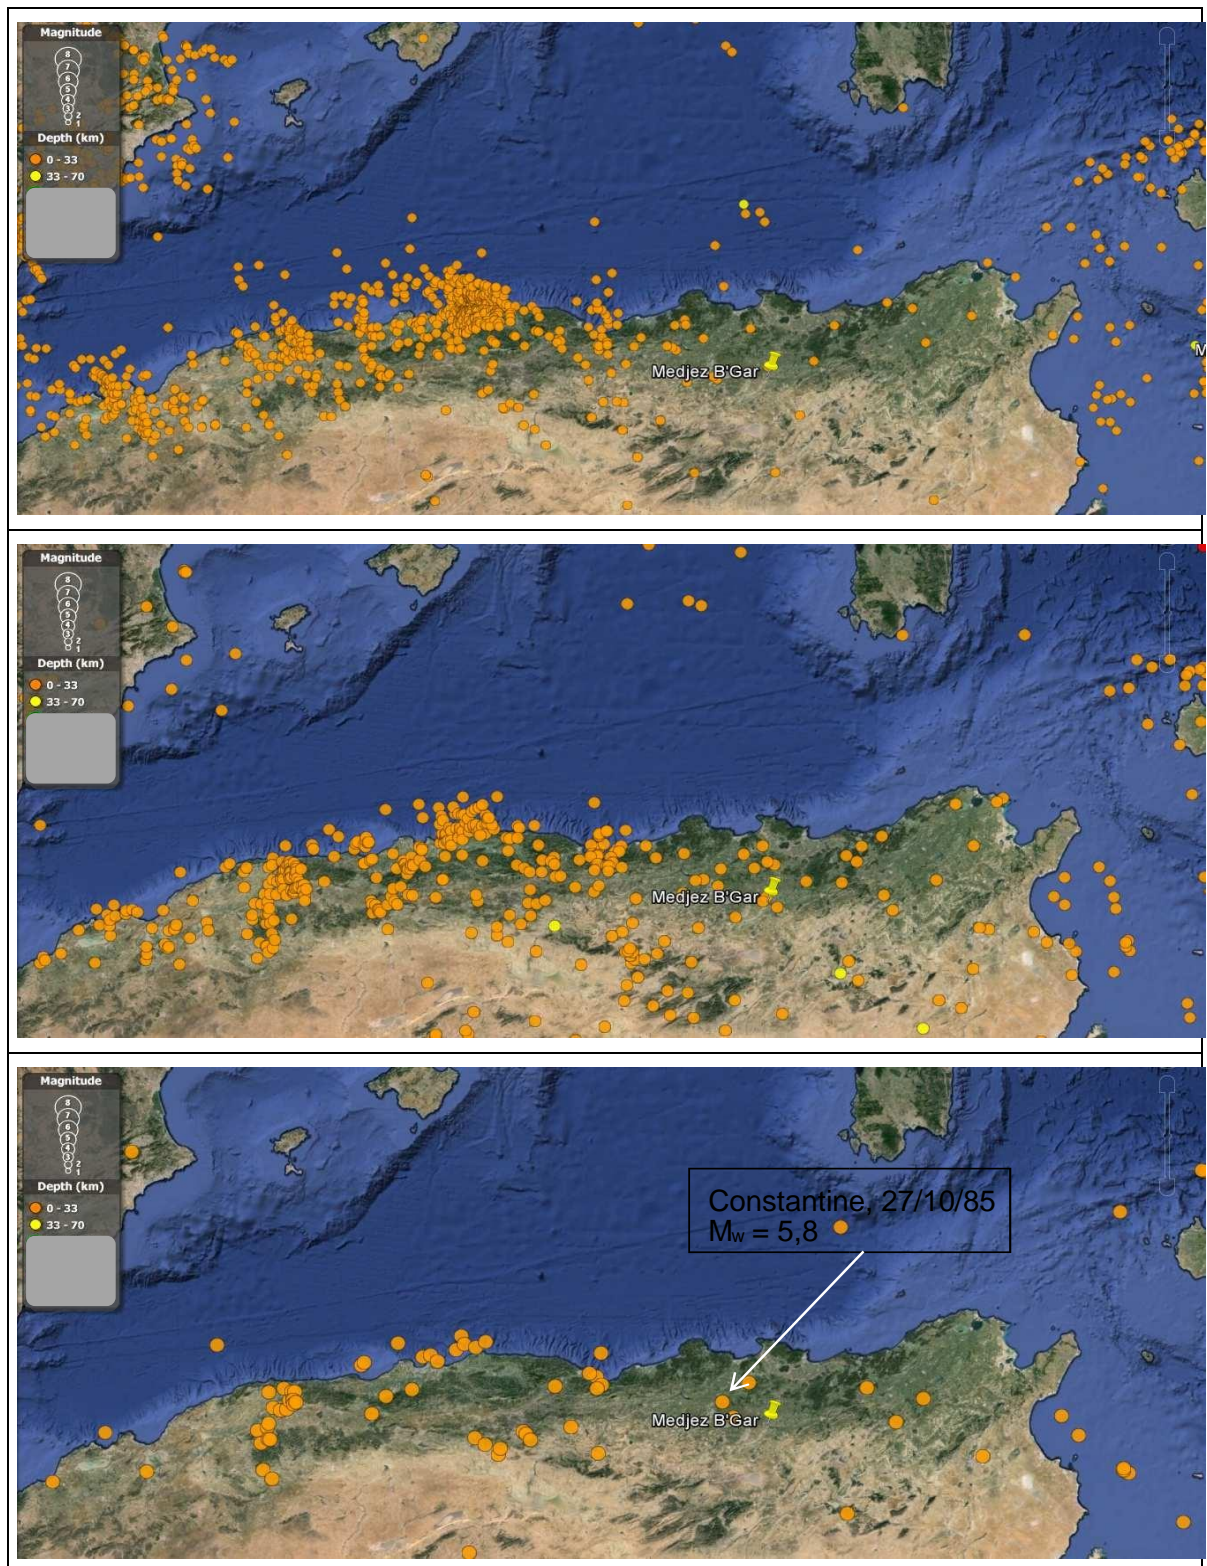 Magnitude
8
7
6
5
4
3
2
1
Depth (km)
0 - 33
33 - 70
Medjez B'Gar
M
Magnitude
8
7
6
5
4
3
2
1
Depth (km)
0 - 33
33 - 70
Medjez B'Gar
Magnitude
8
7
6
5
4
3
2
1
Depth (km)
0 - 33
33 - 70
Constantine, 27/10/85
Mw = 5,8
Medjez B'Gar